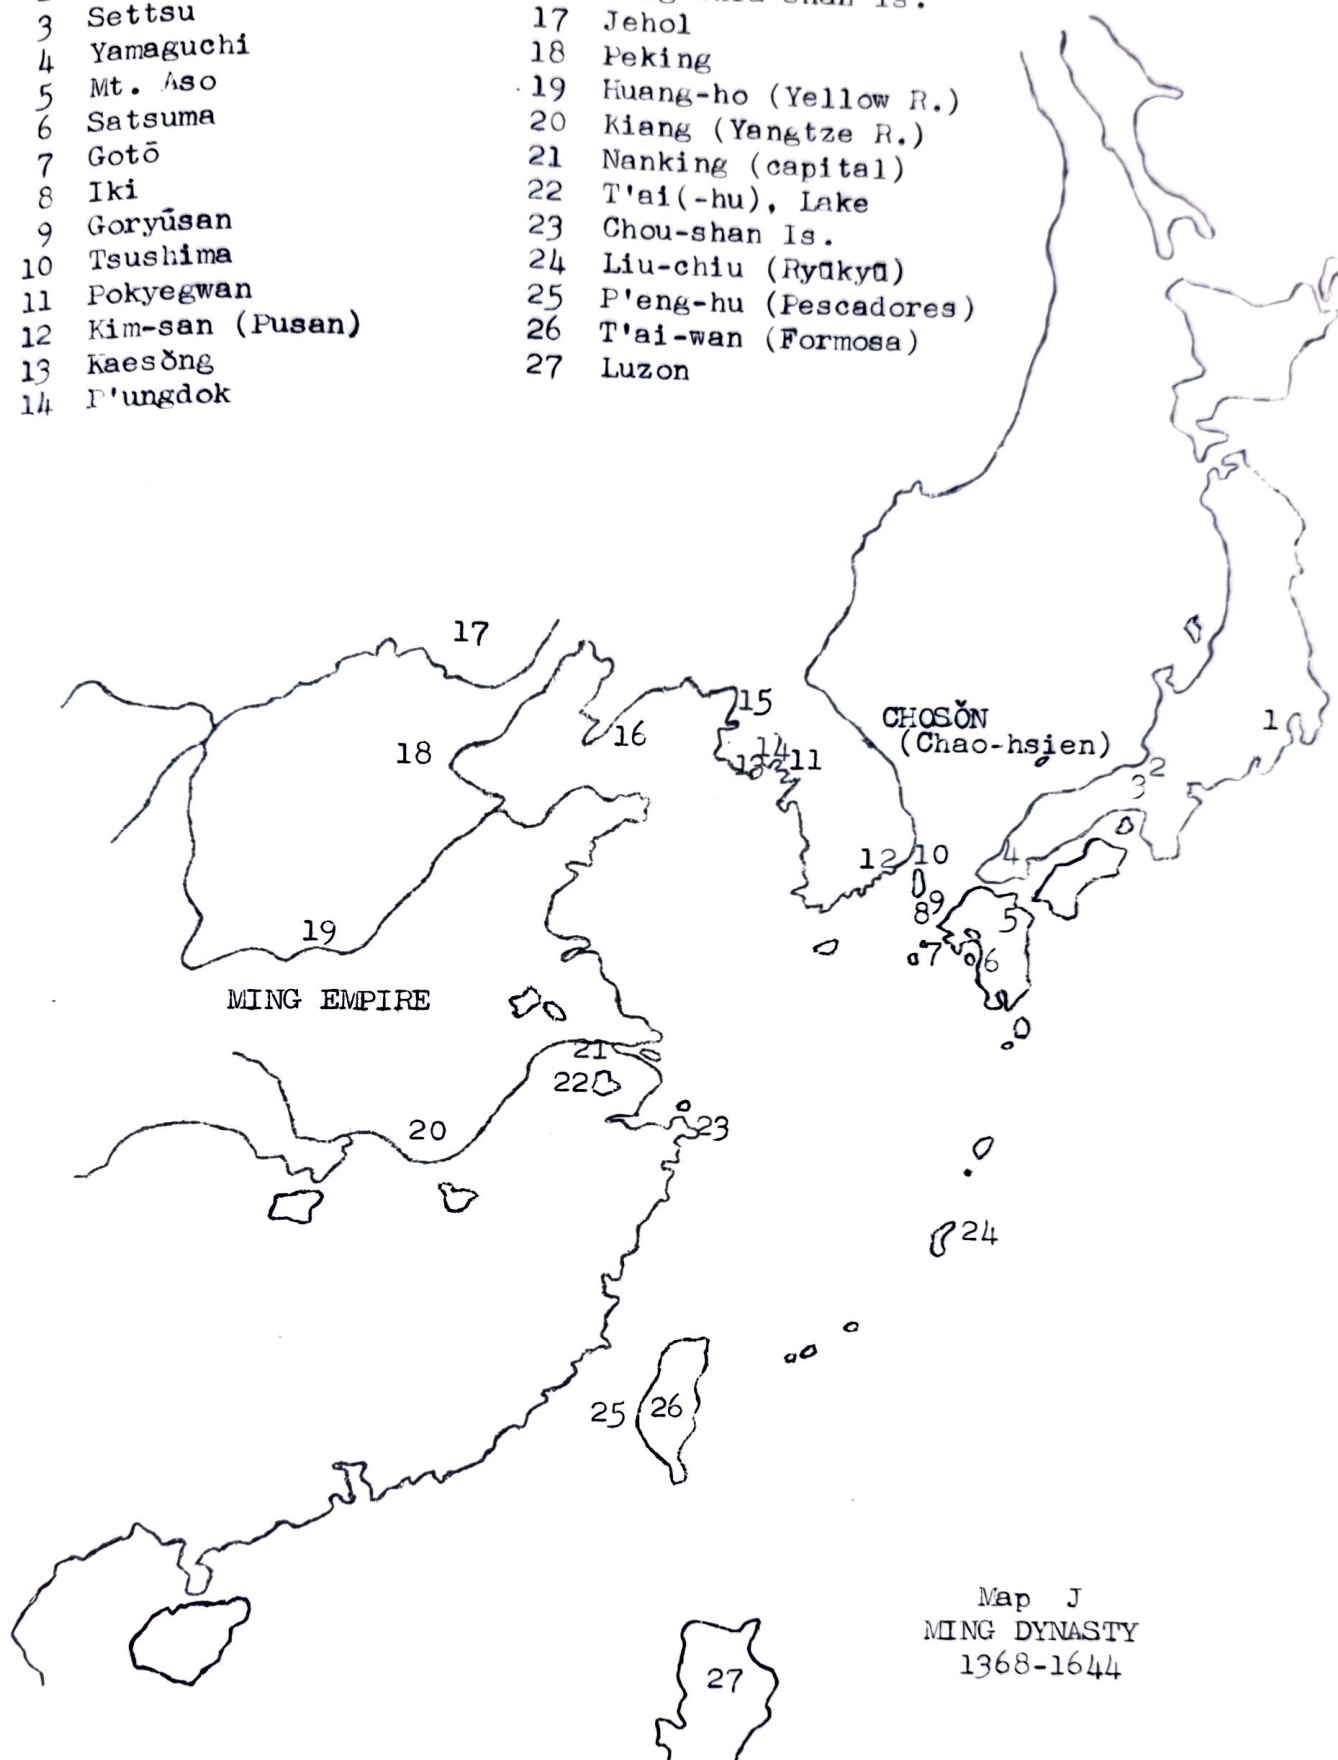 3 Settsu
4 Yamaguchi
5 Mt. Aso
6 Satsuma
7 Gotō
8 Iki
9 Goryūsan
10 Tsushima
11 Pokyegwan
12 Kim-san (Pusan)
13 Kaesŏng
14 P'ungdok
Is.
17 Jehol
18 Peking
19 Huang-ho (Yellow R.)
20 Kiang (Yangtze R.)
21 Nanking (capital)
22 T'ai(-hu), Lake
23 Chou-shan Is.
24 Liu-chiu (Ryūkyū)
25 P'eng-hu (Pescadores)
26 T'ai-wan (Formosa)
27 Luzon
17
15
16
18
14
13
11
CHOSŎN
(Chao-hsien)
1
2
3
12
10
4
8
9
5
7
6
19
MING EMPIRE
21
22
20
23
24
25
26
27
Map J
MING DYNASTY
1368-1644